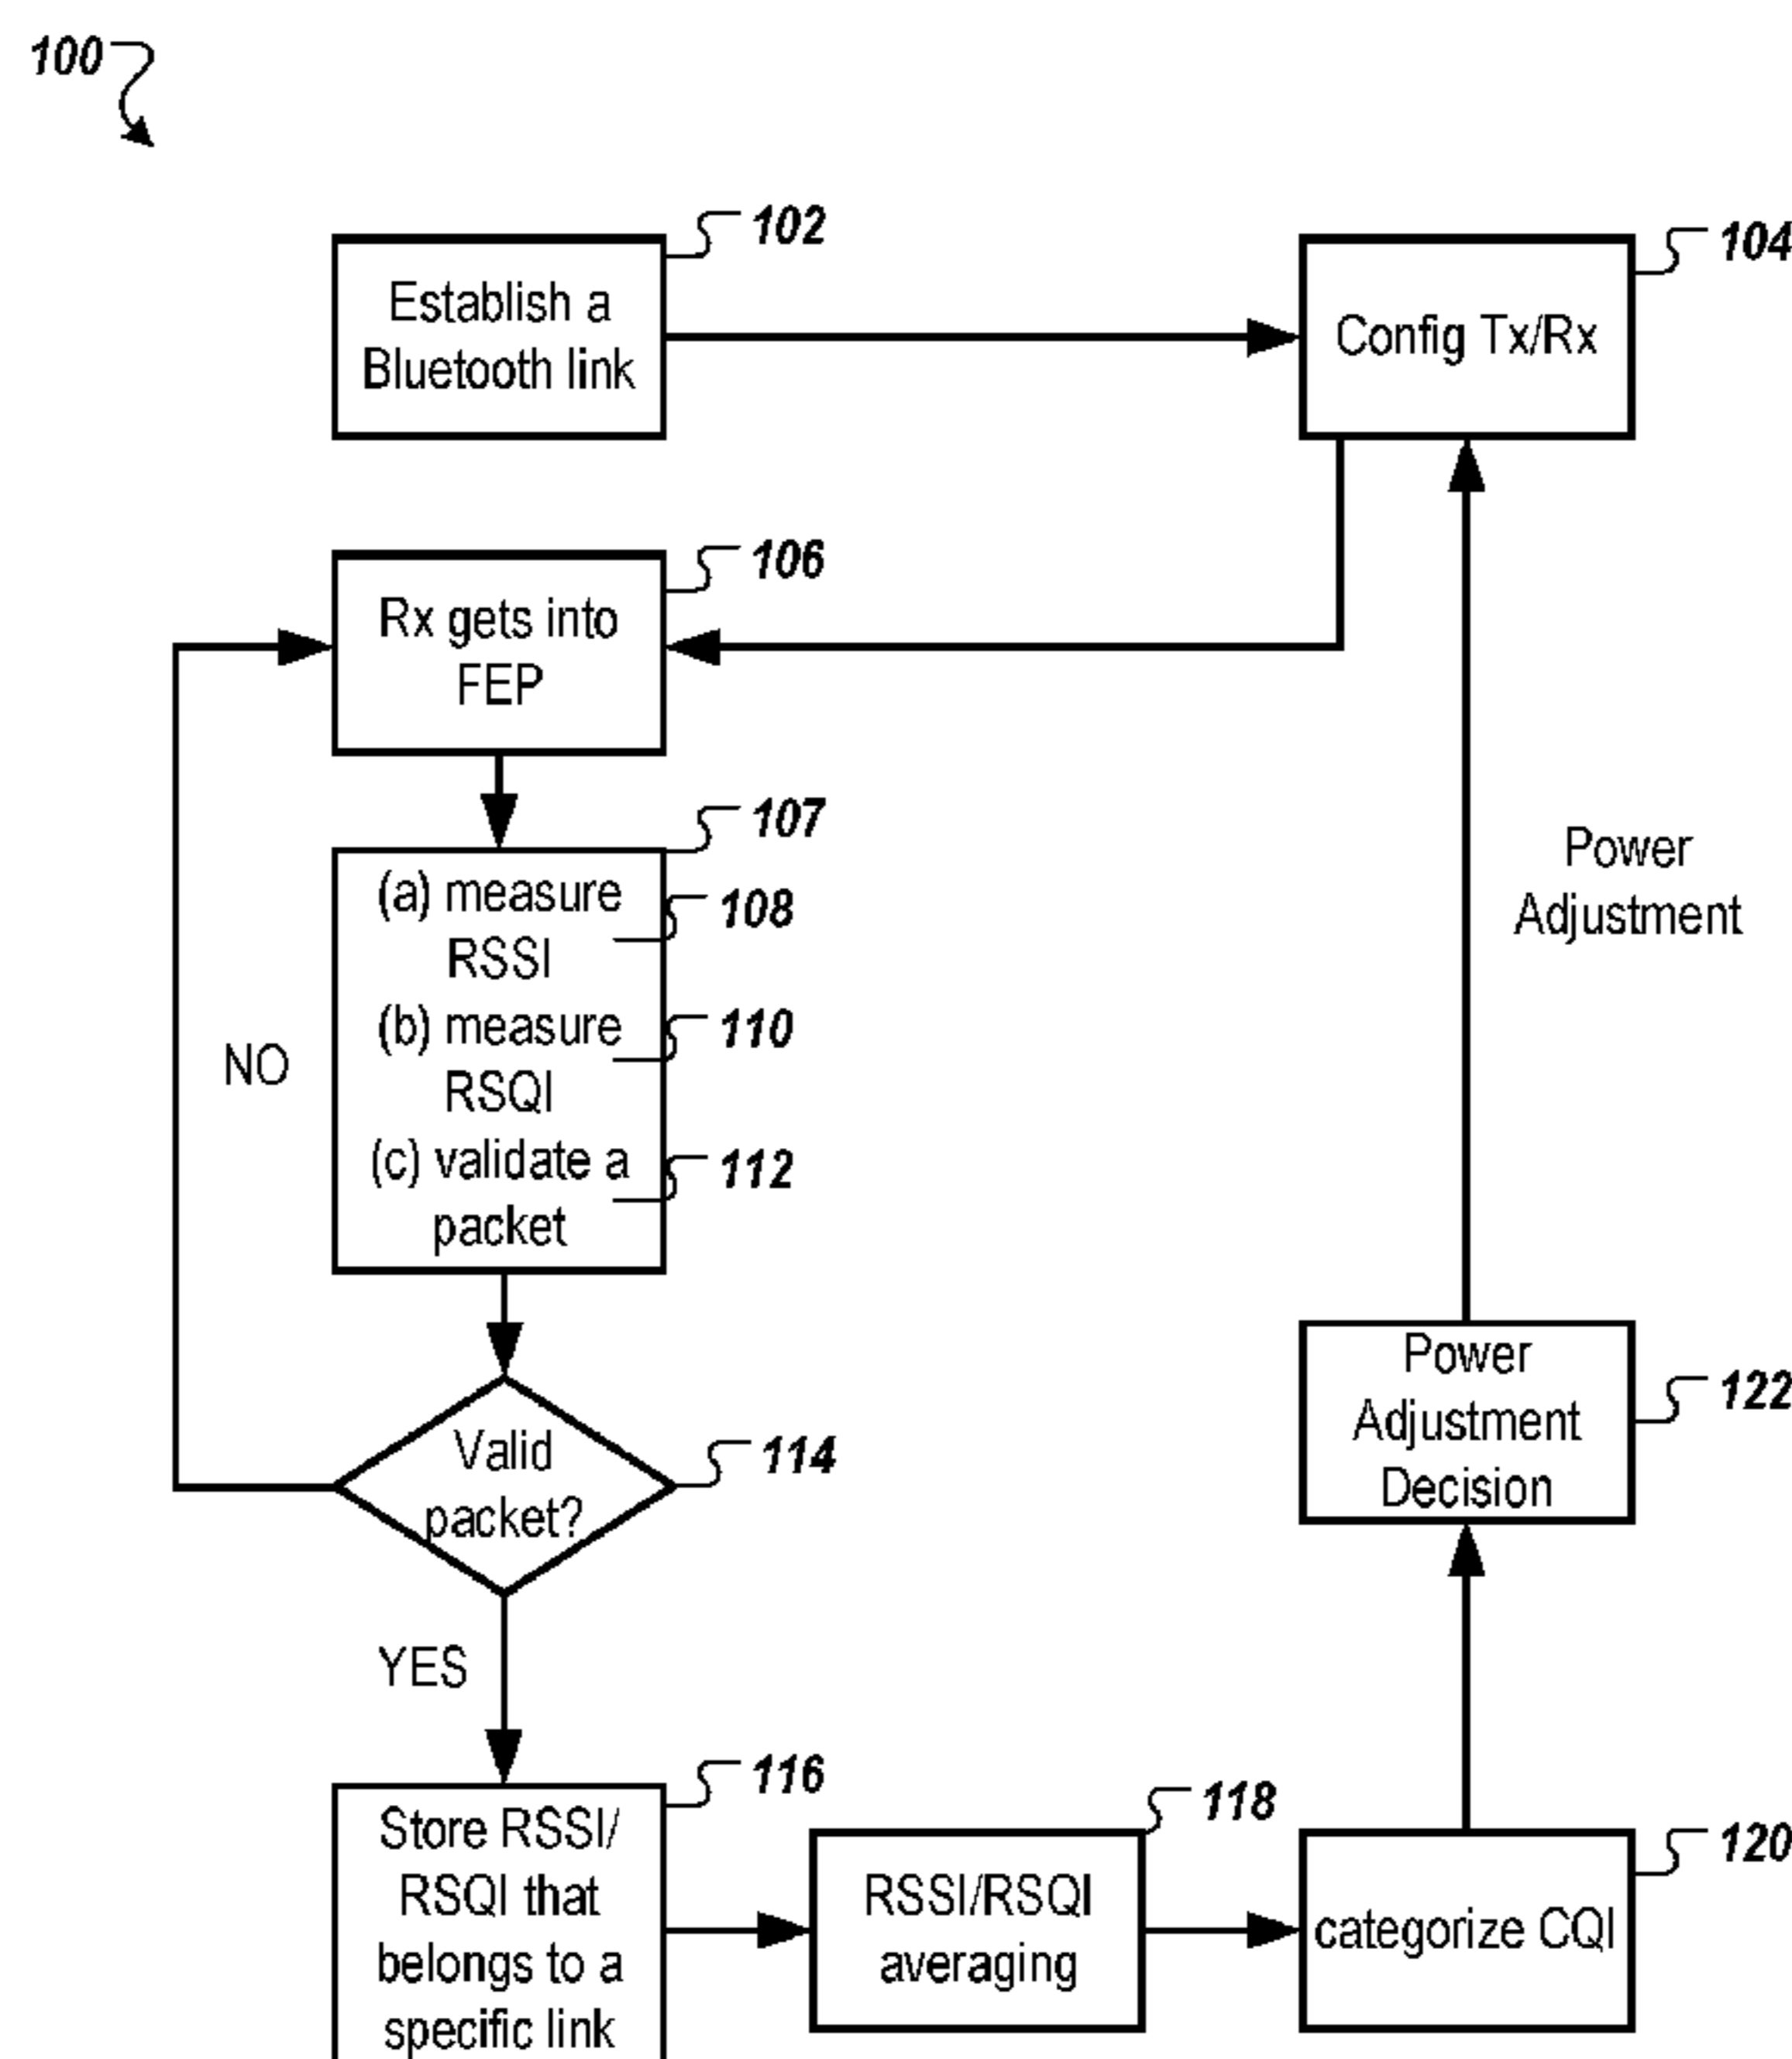 100
102
Establish a
Bluetooth link
104
Config Tx/Rx
106
Rx gets into
FEP
107
(a) measure
RSSI
108
(b) measure
RSQI
110
(c) validate a
packet
112
NO
Power
Adjustment
Valid
packet?
114
YES
Power
Adjustment
Decision
122
116
Store RSSI/
RSQI that
belongs to a
specific link
118
RSSI/RSQI
averaging
120
categorize CQI